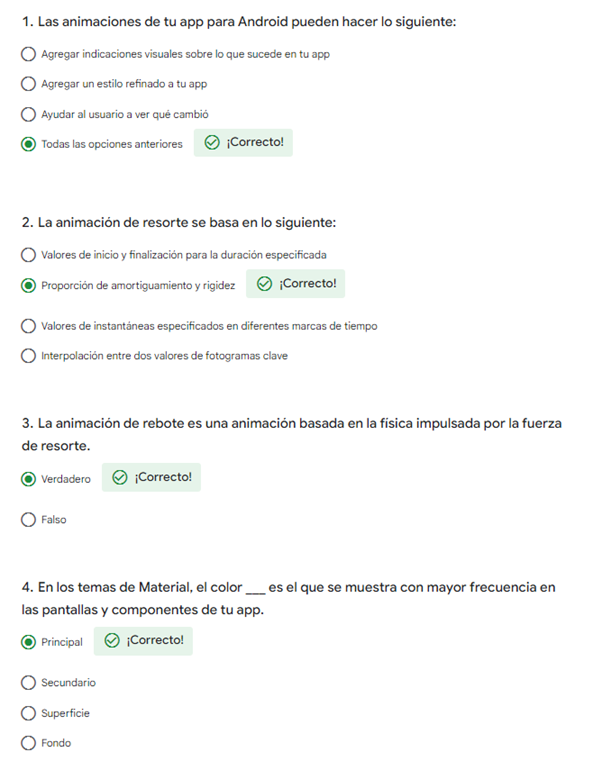 1. Las animaciones de tu app para Android pueden hacer lo siguiente:
Agregar indicaciones visuales sobre lo que sucede en tu app
Agregar un estilo refinado a tu app
Ayudar al usuario a ver qué cambió
Todas las opciones anteriores ¡Correcto!
2. La animación de resorte se basa en lo siguiente:
Valores de inicio y finalización para la duración especificada
Proporción de amortiguamiento y rigidez ¡Correcto!
Valores de instantáneas especificados en diferentes marcas de tiempo
Interpolación entre dos valores de fotogramas clave
3. La animación de rebote es una animación basada en la física impulsada por la fuerza
de resorte.
Verdadero ¡Correcto!
Falso
4. En los temas de Material, el color ___ es el que se muestra con mayor frecuencia en
las pantallas y componentes de tu app.
Principal ¡Correcto!
Secundario
Superficie
Fondo